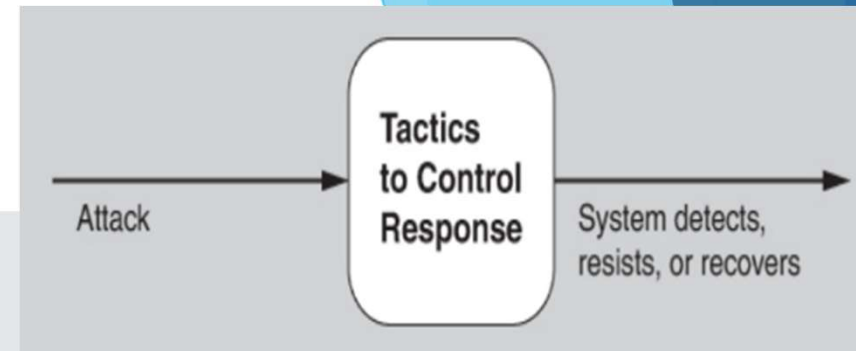 Attack
Tactics
to Control
Response
System detects,
resists, or recovers